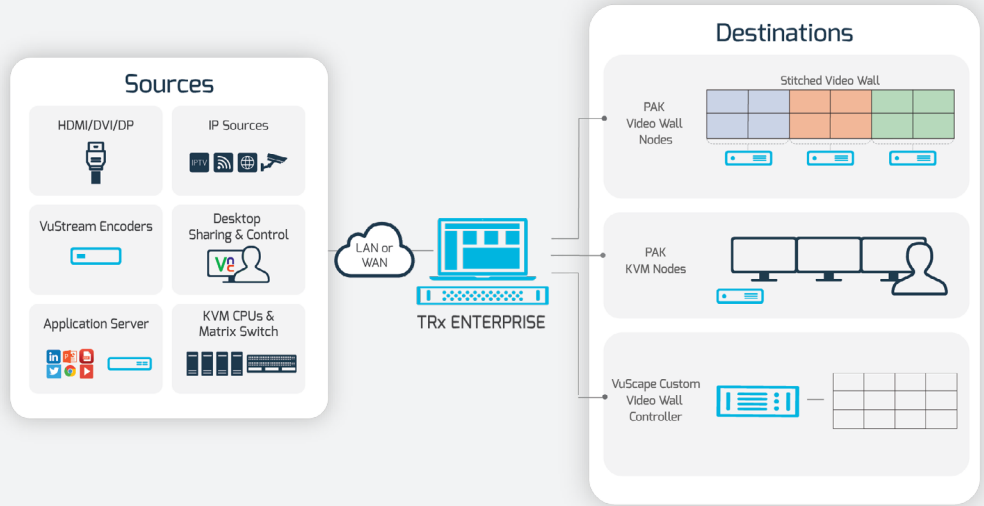 Sources
HDMI/DVI/DP
IP Sources
IPTV
VuStream Encoders
Desktop
Sharing & Control
Vnc
Application Server
in
KVM CPUs &
Matrix Switch
LAN or
WAN
TRx ENTERPRISE
Destinations
PAK
Video Wall
Nodes
Stitched Video Wall
PAK
KVM Nodes
VuScape Custom
Video Wall
Controller